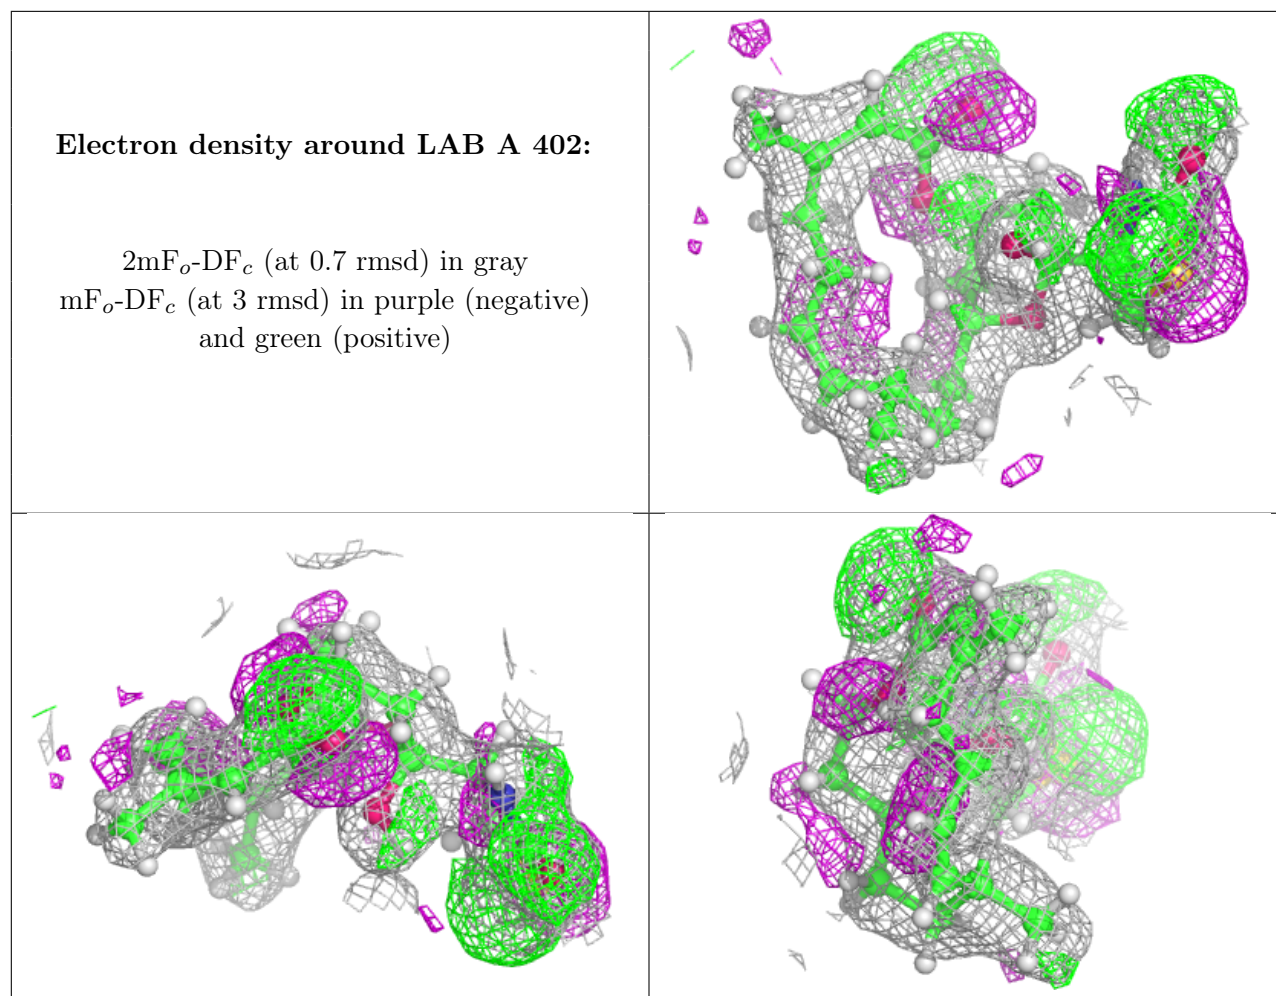 Electron density around LAB A 402:
2mFₒ-DF𝒸 (at 0.7 rmsd) in gray
mFₒ-DF𝒸 (at 3 rmsd) in purple (negative)
and green (positive)